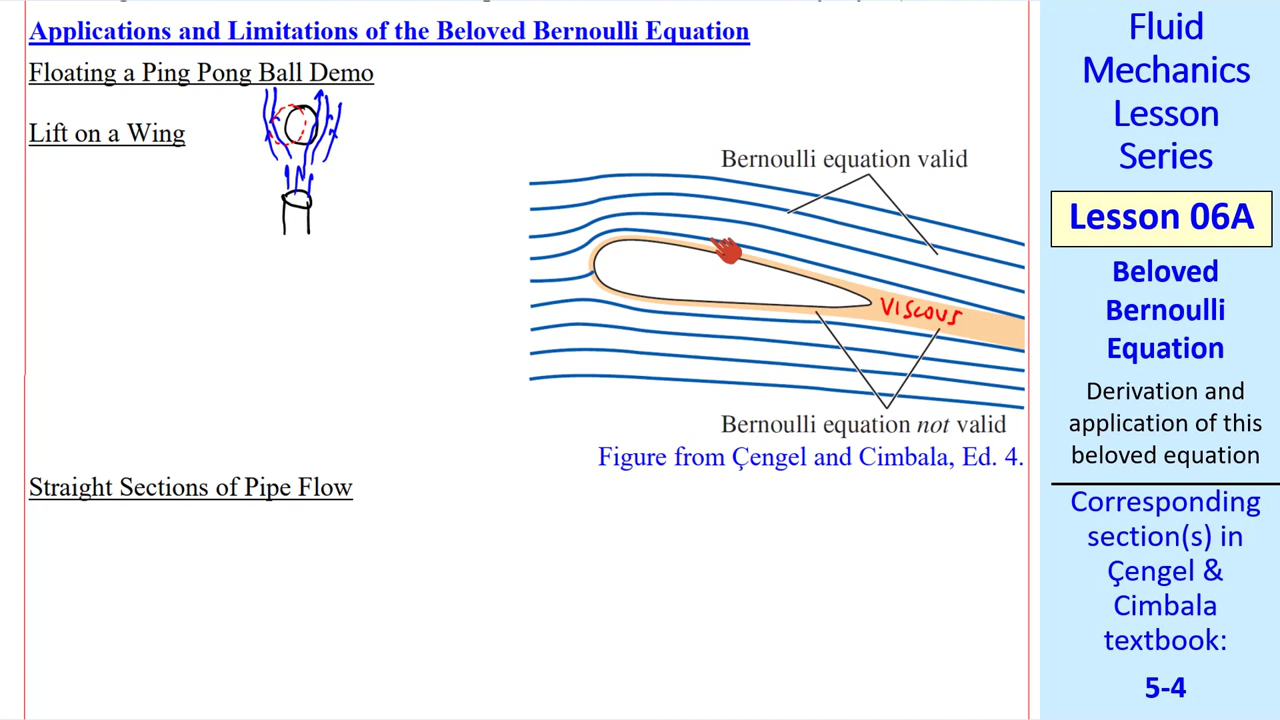 Applications and Limitations of the Beloved Bernoulli Equation
Floating a Ping Pong Ball Demo
Lift on a Wing
Bernoulli equation valid
VISCOUS
Bernoulli equation not valid
Figure from Çengel and Cimbala, Ed. 4.
Straight Sections of Pipe Flow
Fluid
Mechanics
Lesson
Series
Lesson 06A
Beloved
Bernoulli
Equation
Derivation and
application of this
beloved equation
Corresponding
section(s) in
Çengel &
Cimbala
textbook:
5-4